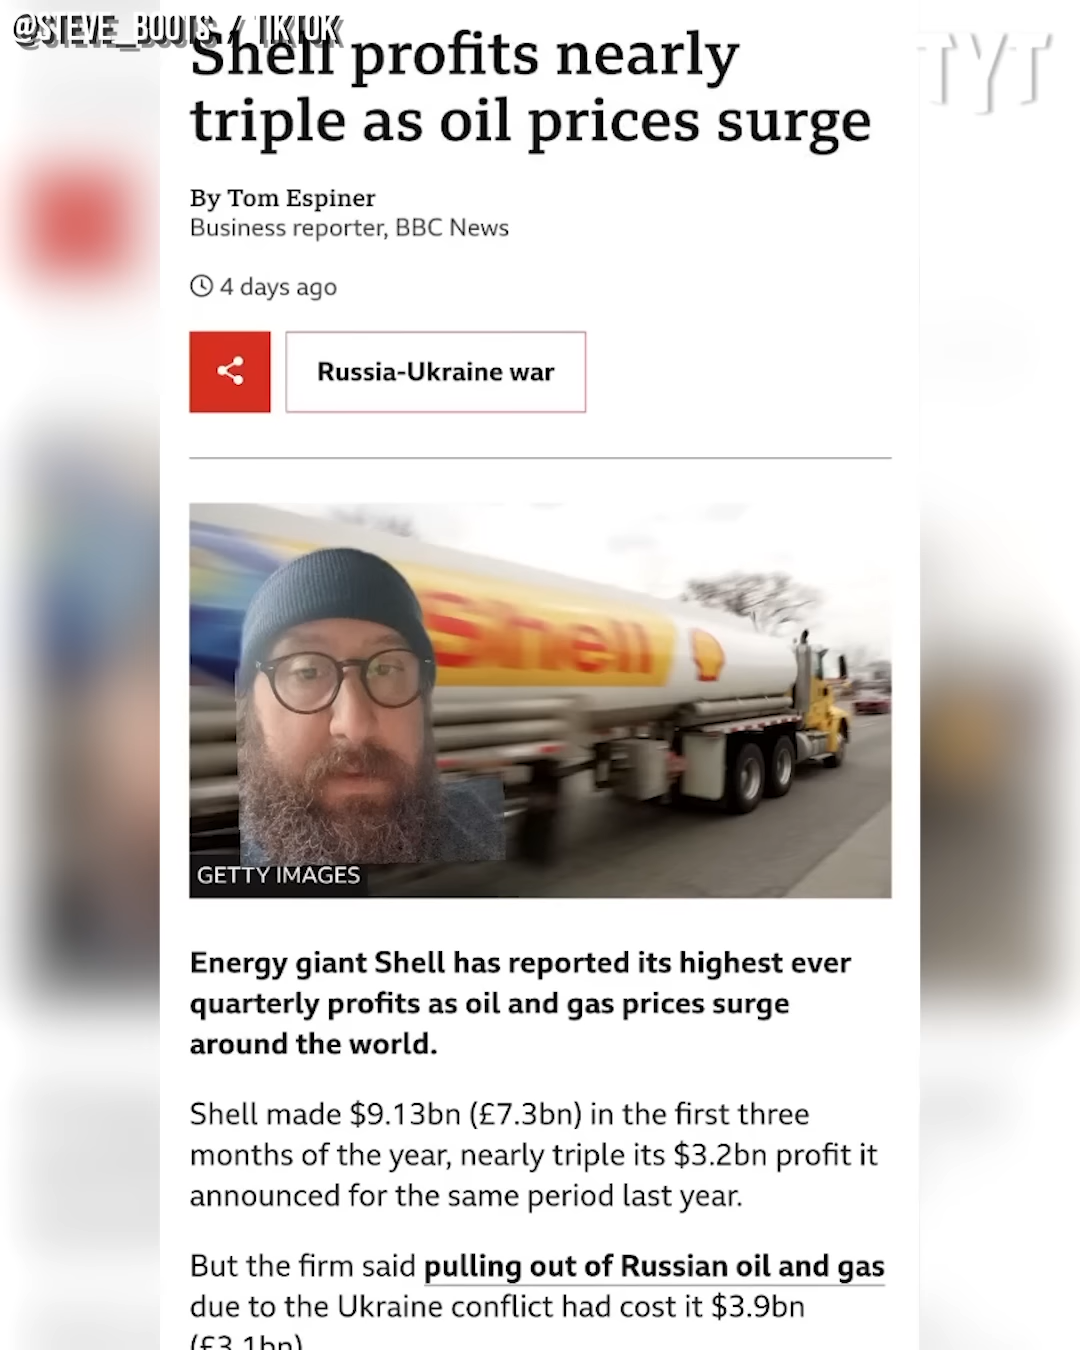 @STEVE_BOOTS / TIKTOK
TYT
Shell profits nearly
triple as oil prices surge
By Tom Espiner
Business reporter, BBC News
4 days ago
Russia-Ukraine war
Shell
GETTY IMAGES
Energy giant Shell has reported its highest ever
quarterly profits as oil and gas prices surge
around the world.
Shell made $9.13bn (£7.3bn) in the first three
months of the year, nearly triple its $3.2bn profit it
announced for the same period last year.
But the firm said pulling out of Russian oil and gas
due to the Ukraine conflict had cost it $3.9bn
(£3.1bn)